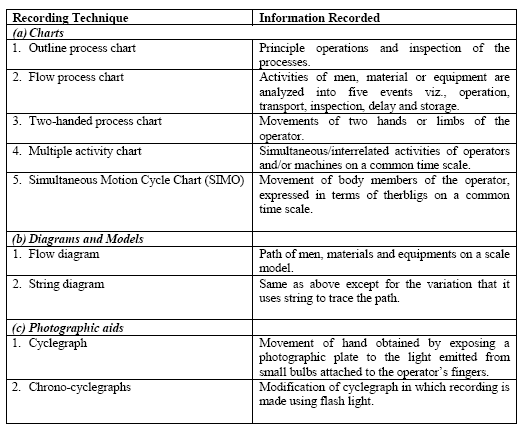 Recording Technique Information Recorded
(a) Charts
1. Outline process chart Principle operations and inspection of the
processes.
2. Flow process chart Activities of men, material or equipment are
analyzed into five events viz., operation,
transport, inspection, delay and storage.
3. Two-handed process chart Movements of two hands or limbs of the
operator.
4. Multiple activity chart Simultaneous/interrelated activities of operators
and/or machines on a common time scale.
5. Simultaneous Motion Cycle Chart (SIMO) Movement of body members of the operator,
expressed in terms of therbligs on a common
time scale.
(b) Diagrams and Models
1. Flow diagram Path of men, materials and equipments on a scale
model.
2. String diagram Same as above except for the variation that it
uses string to trace the path.
(c) Photographic aids
1. Cyclegraph Movement of hand obtained by exposing a
photographic plate to the light emitted from
small bulbs attached to the operator's fingers.
2. Chrono-cyclegraphs Modification of cyclegraph in which recording is
made using flash light.